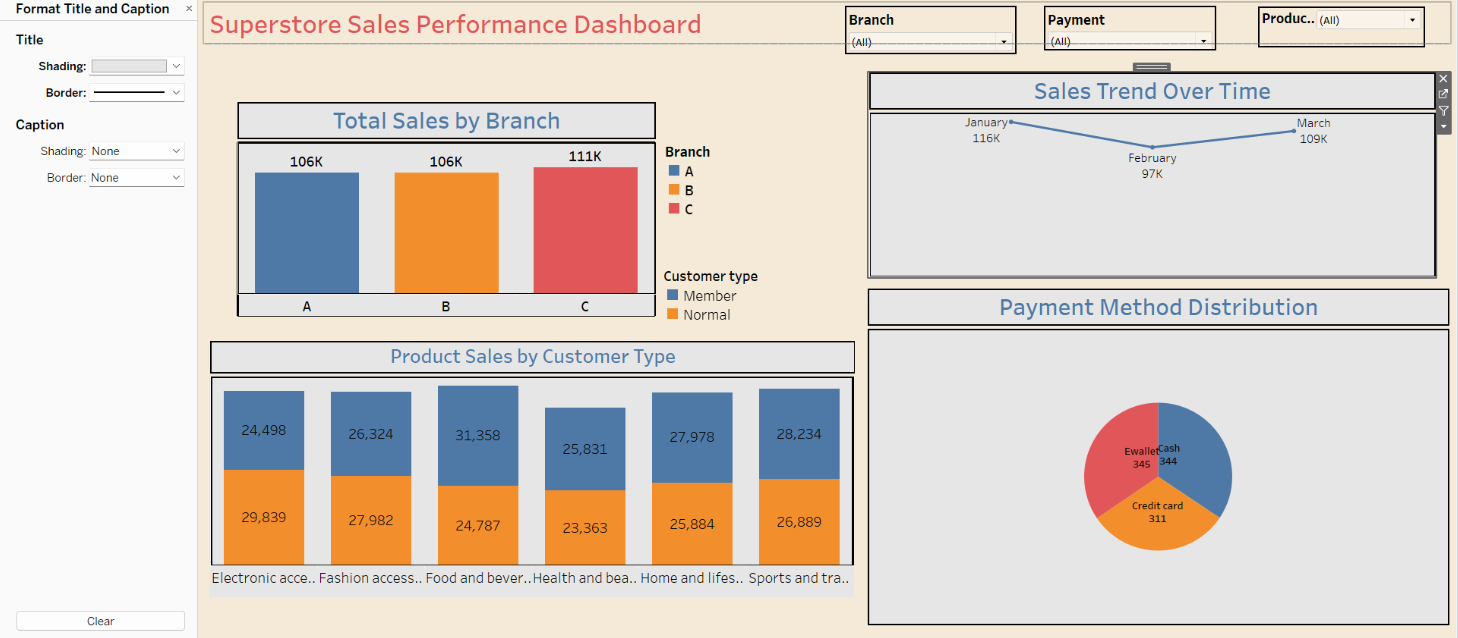 Format Title and Caption ×
Title
Shading:
Border:
Caption
Shading: None
Border: None
Clear
Superstore Sales Performance Dashboard
Branch
(All)
Payment
(All)
Produc.. (All)
Total Sales by Branch
106K 106K 111K
A B C
Branch
A
B
C
Customer type
Member
Normal
Product Sales by Customer Type
24,498 26,324 31,358 25,831 27,978 28,234
29,839 27,982 24,787 23,363 25,884 26,889
Electronic acce.. Fashion access.. Food and bever.. Health and bea.. Home and lifes.. Sports and tra..
Sales Trend Over Time
January
116K
February
97K
March
109K
Payment Method Distribution
Ewallet
345
Cash
344
Credit card
311